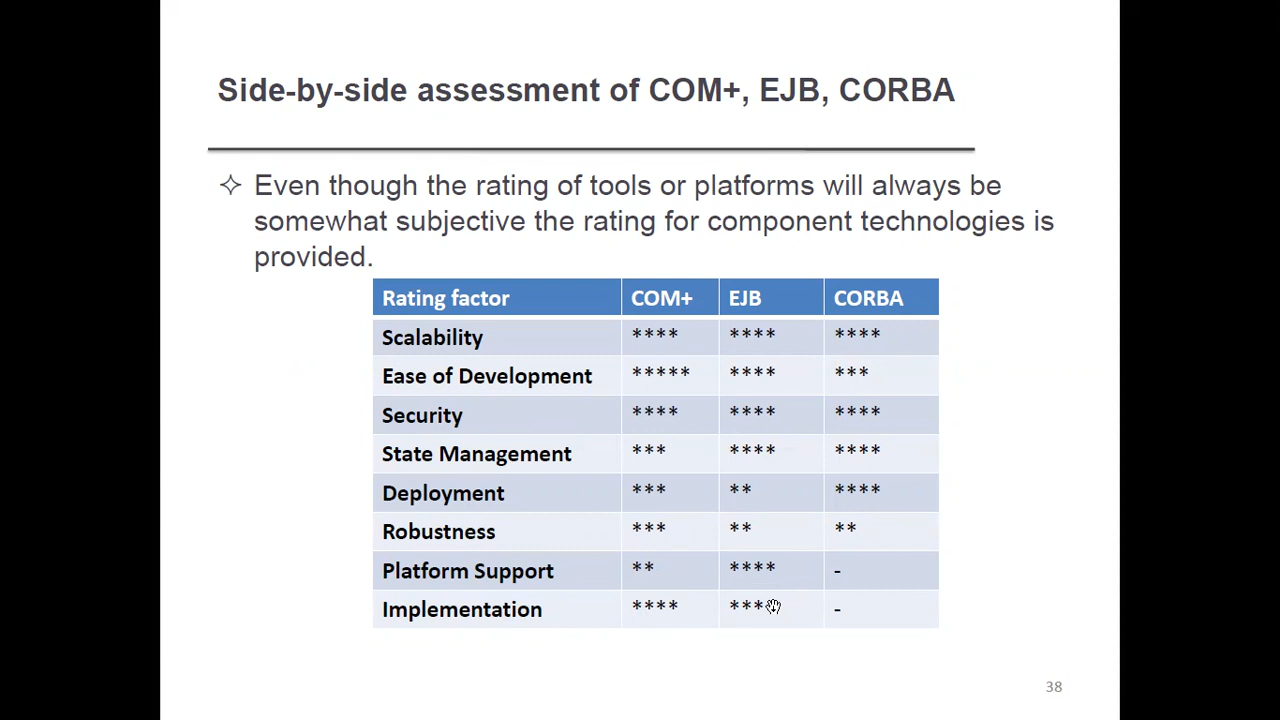 Side-by-side assessment of COM+, EJB, CORBA
Even though the rating of tools or platforms will always be
somewhat subjective the rating for component technologies is
provided.
Rating factor COM+ EJB CORBA
Scalability **** **** ****
Ease of Development ***** **** ***
Security **** **** ****
State Management *** **** ****
Deployment *** ** ****
Robustness *** ** **
Platform Support ** **** -
Implementation **** *** -
38